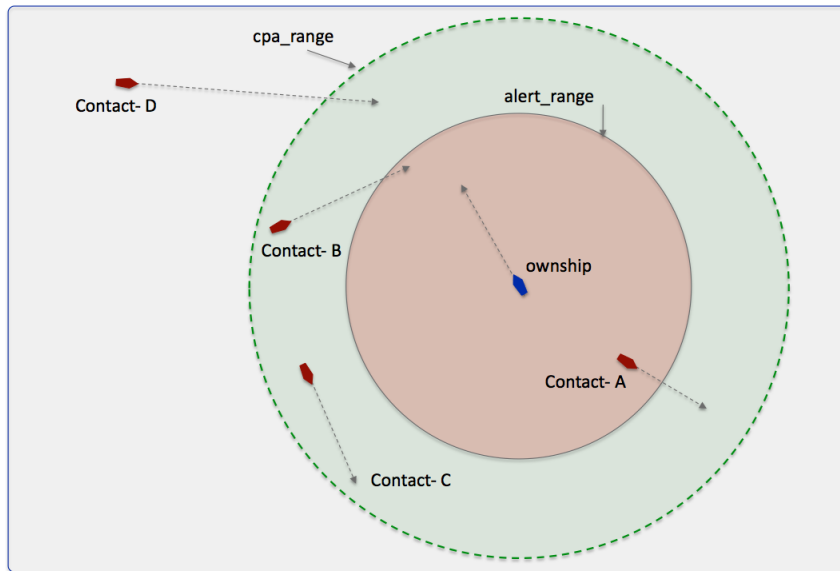 cpa_range
alert_range
Contact- D
Contact- B
ownship
Contact- A
Contact- C